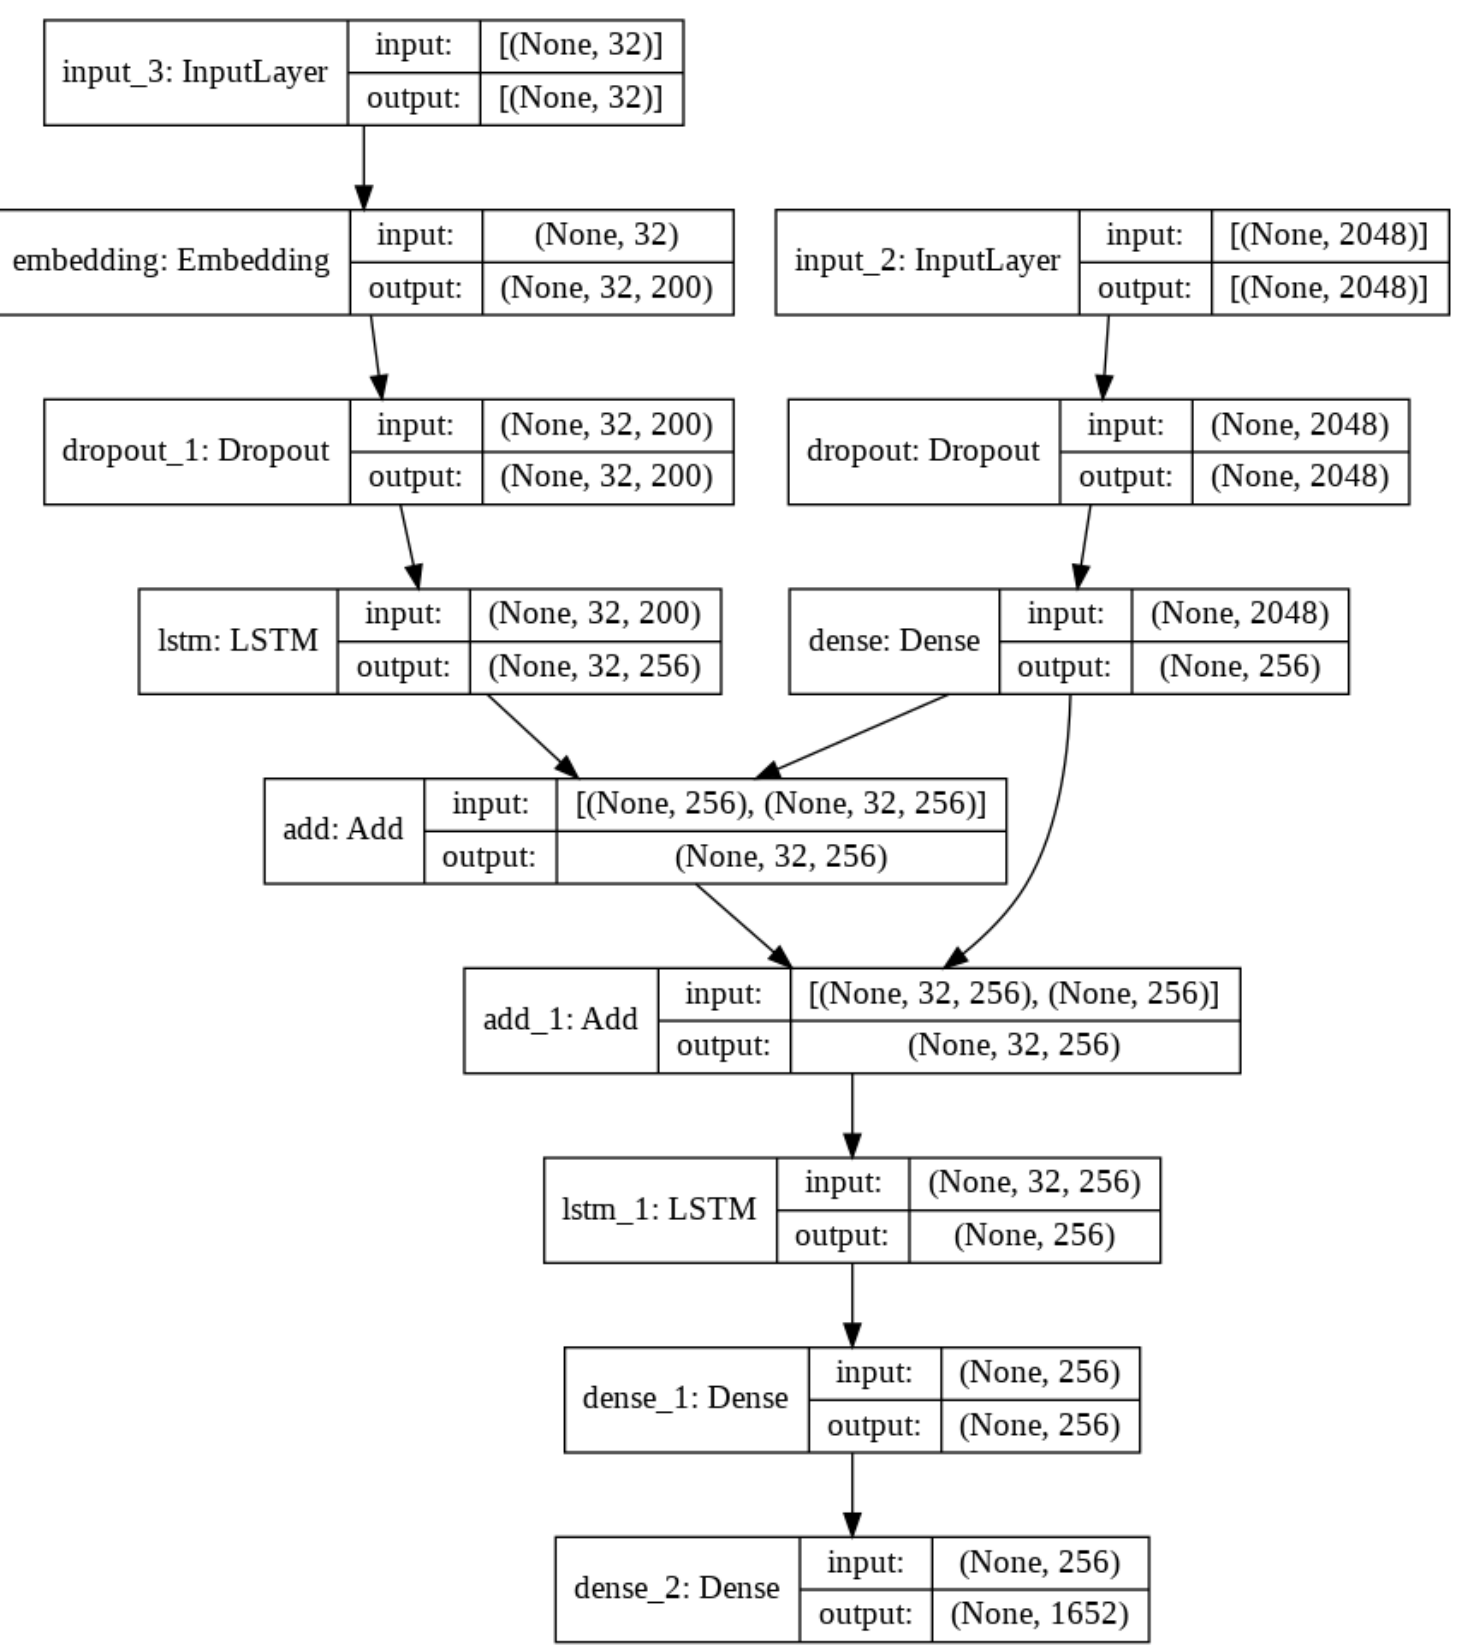 input_3: InputLayer
input: [(None, 32)]
output: [(None, 32)]
embedding: Embedding
input: (None, 32)
output: (None, 32, 200)
input_2: InputLayer
input: [(None, 2048)]
output: [(None, 2048)]
dropout_1: Dropout
input: (None, 32, 200)
output: (None, 32, 200)
dropout: Dropout
input: (None, 2048)
output: (None, 2048)
lstm: LSTM
input: (None, 32, 200)
output: (None, 32, 256)
dense: Dense
input: (None, 2048)
output: (None, 256)
add: Add
input: [(None, 256), (None, 32, 256)]
output: (None, 32, 256)
add_1: Add
input: [(None, 32, 256), (None, 256)]
output: (None, 32, 256)
lstm_1: LSTM
input: (None, 32, 256)
output: (None, 256)
dense_1: Dense
input: (None, 256)
output: (None, 256)
dense_2: Dense
input: (None, 256)
output: (None, 1652)